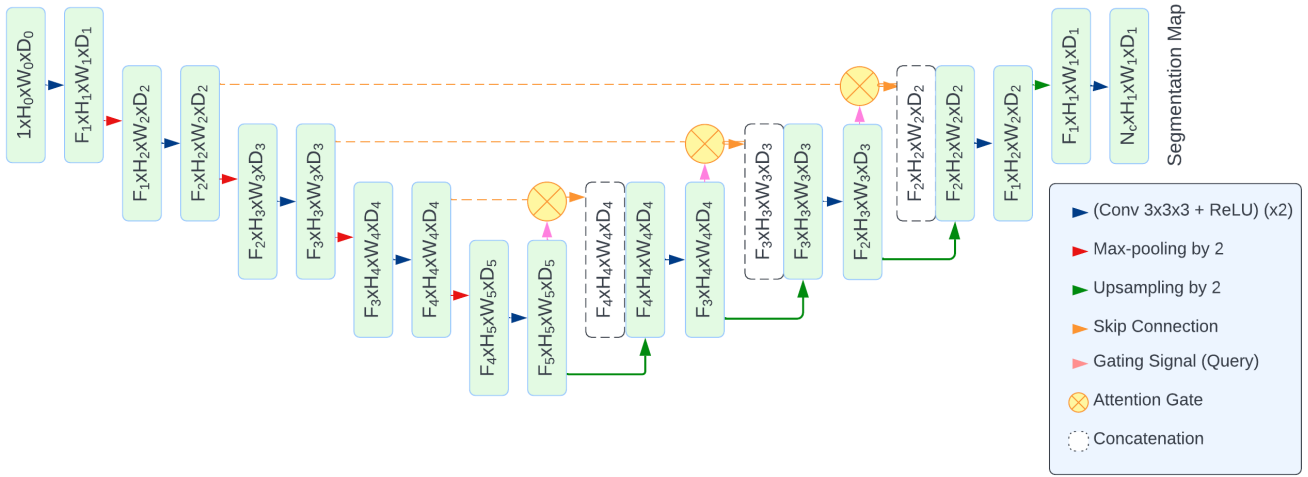 1xH₀xW₀xD₀
F₁xH₁xW₁xD₁
F₁xH₂xW₂xD₂
F₂xH₂xW₂xD₂
F₂xH₃xW₃xD₃
F₃xH₃xW₃xD₃
F₃xH₄xW₄xD₄
F₄xH₄xW₄xD₄
F₄xH₅xW₅xD₅
F₅xH₅xW₅xD₅
F₄xH₄xW₄xD₄
F₄xH₄xW₄xD₄
F₃xH₄xW₄xD₄
F₃xH₃xW₃xD₃
F₃xH₃xW₃xD₃
F₂xH₃xW₃xD₃
F₂xH₂xW₂xD₂
F₂xH₂xW₂xD₂
F₁xH₂xW₂xD₂
F₁xH₁xW₁xD₁
N꜀xH₁xW₁xD₁
Segmentation Map
(Conv 3x3x3 + ReLU) (x2)
Max-pooling by 2
Upsampling by 2
Skip Connection
Gating Signal (Query)
Attention Gate
Concatenation